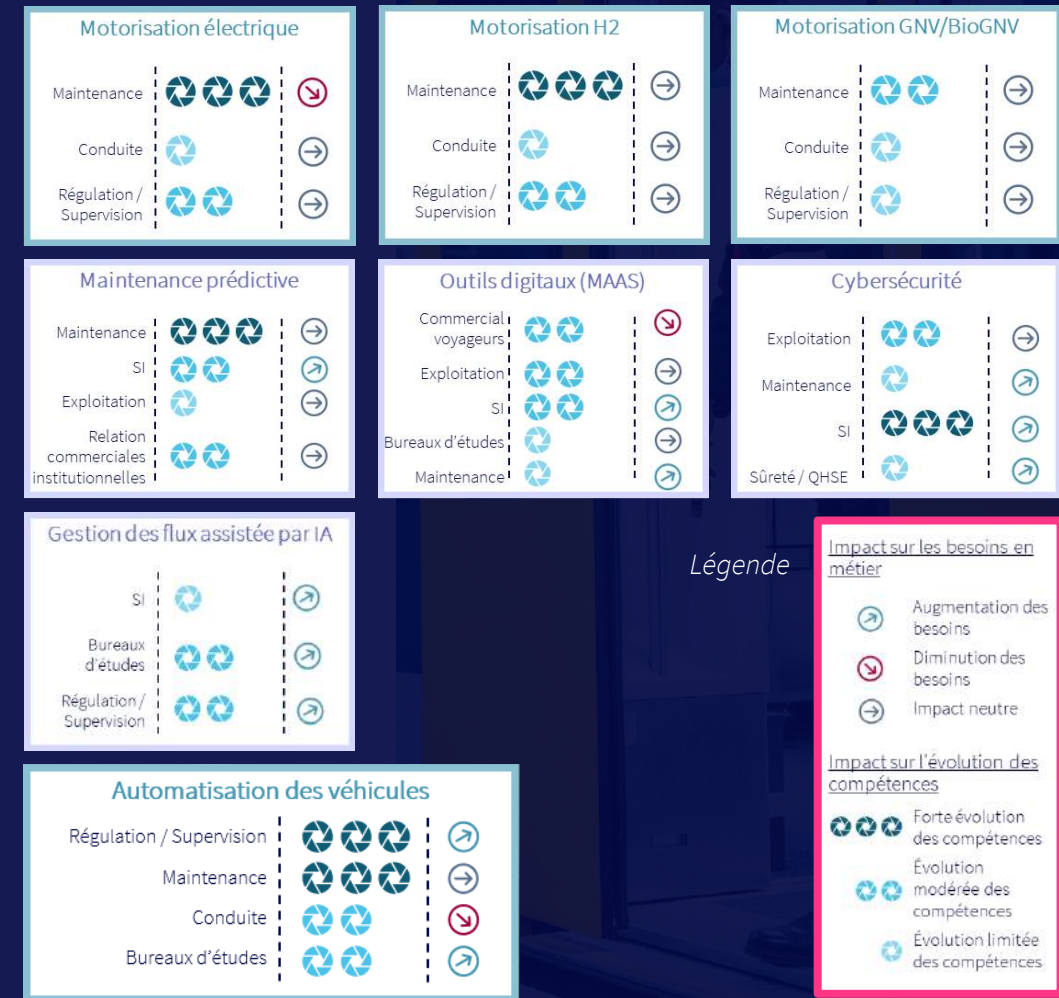 Motorisation électrique
Maintenance
Conduite
Régulation /
Supervision
Motorisation H2
Maintenance
Conduite
Régulation /
Supervision
Motorisation GNV/BioGNV
Maintenance
Conduite
Régulation /
Supervision
Maintenance prédictive
Maintenance
SI
Exploitation
Relation
commerciales
institutionnelles
Outils digitaux (MAAS)
Commercial
voyageurs
Exploitation
SI
Bureaux d'études
Maintenance
Cybersécurité
Exploitation
Maintenance
SI
Sûreté / QHSE
Gestion des flux assistée par IA
SI
Bureaux
d'études
Régulation /
Supervision
Légende
Impact sur les besoins en
métier
Augmentation des
besoins
Diminution des
besoins
Impact neutre
Impact sur l'évolution des
compétences
Forte évolution
des compétences
Évolution
modérée des
compétences
Évolution limitée
des compétences
Automatisation des véhicules
Régulation / Supervision
Maintenance
Conduite
Bureaux d'études